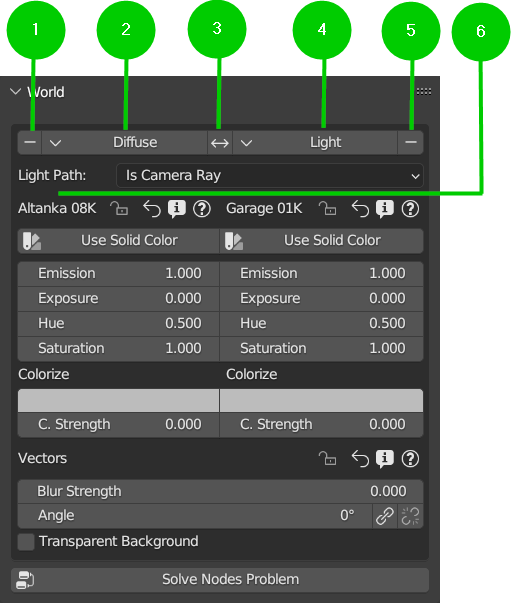 1 2 3 4 5 6
World
Diffuse Light
Light Path: Is Camera Ray
Altanka 08K Garage 01K
Use Solid Color Use Solid Color
Emission 1.000 Emission 1.000
Exposure 0.000 Exposure 0.000
Hue 0.500 Hue 0.500
Saturation 1.000 Saturation 1.000
Colorize Colorize
C. Strength 0.000 C. Strength 0.000
Vectors
Blur Strength 0.000
Angle 0°
Transparent Background
Solve Nodes Problem